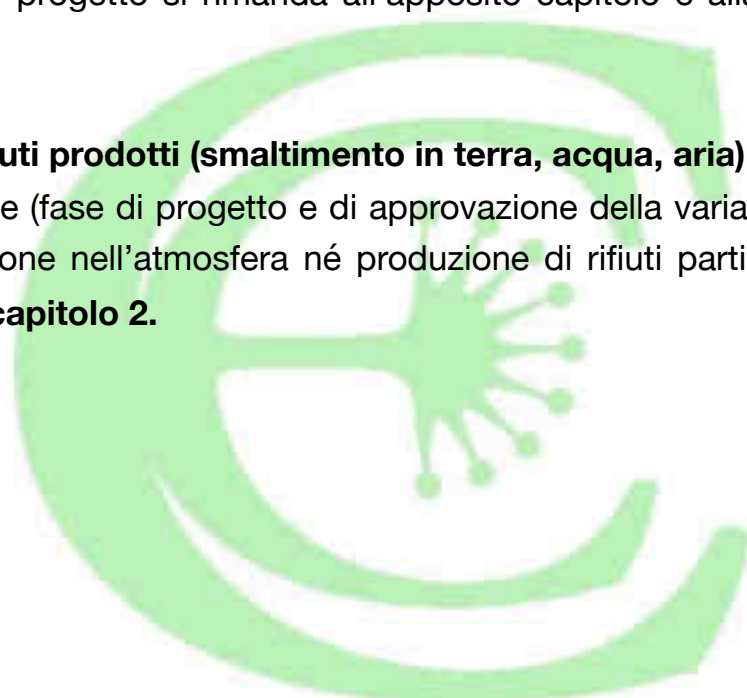 progetto si rimanda all'apposito capitolo e alla
uti prodotti (smaltimento in terra, acqua, aria)
e (fase di progetto e di approvazione della varia
one nell’atmosfera né produzione di rifiuti parti
capitolo 2.